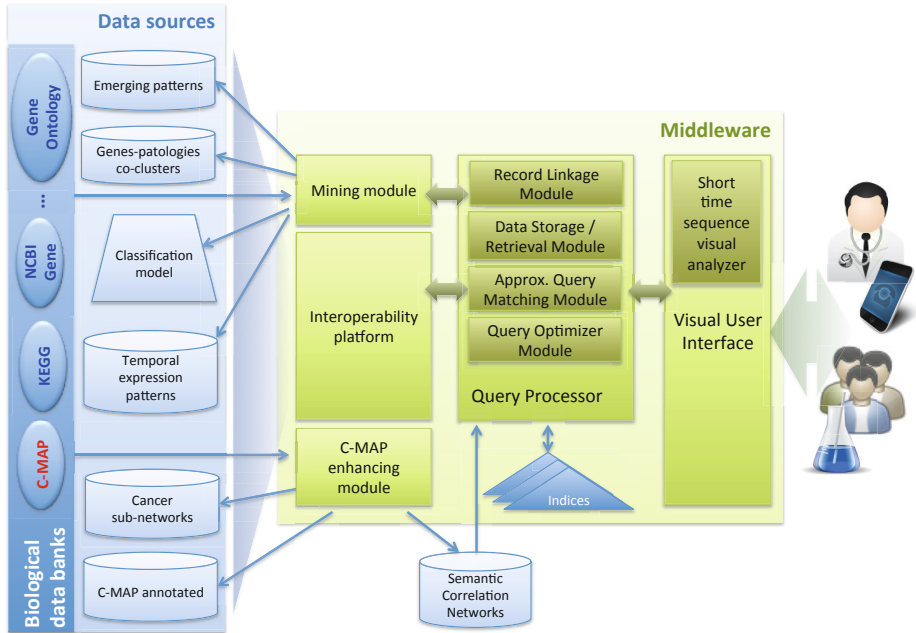 Data sources
Gene
Ontology
...
NCBI
Gene
KEGG
C-MAP
Biological
data banks
Emerging patterns
Genes-patologies
co-clusters
Classification
model
Temporal
expression
patterns
Cancer
sub-networks
C-MAP annotated
Middleware
Mining module
Interoperability
platform
C-MAP
enhancing
module
Record Linkage
Module
Data Storage /
Retrieval Module
Approx. Query
Matching Module
Query Optimizer
Module
Query Processor
Indices
Semantic
Correlation
Networks
Short
time
sequence
visual
analyzer
Visual User
Interface